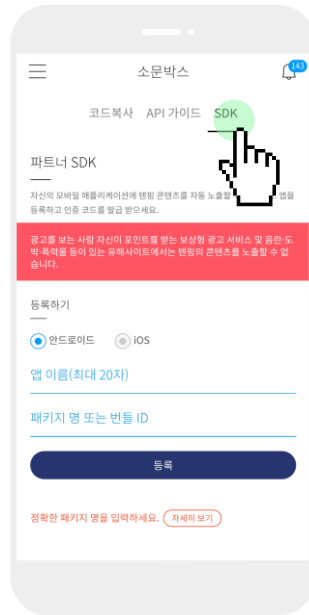 소문박스
143
코드복사 API 가이드 SDK
파트너 SDK
자신의 모바일 애플리케이션에 텐핑 콘텐츠를 자동 노출할 앱을
등록하고 인증 코드를 발급 받으세요.
광고를 보는 사람 자신이 포인트를 받는 보상형 광고 서비스 및 음란·도
박·폭력물 등이 있는 유해사이트에서는 텐핑의 콘텐츠를 노출할 수 없
습니다.
등록하기
안드로이드 iOS
앱 이름(최대 20자)
패키지 명 또는 번들 ID
등록
정확한 패키지 명을 입력하세요. 자세히 보기